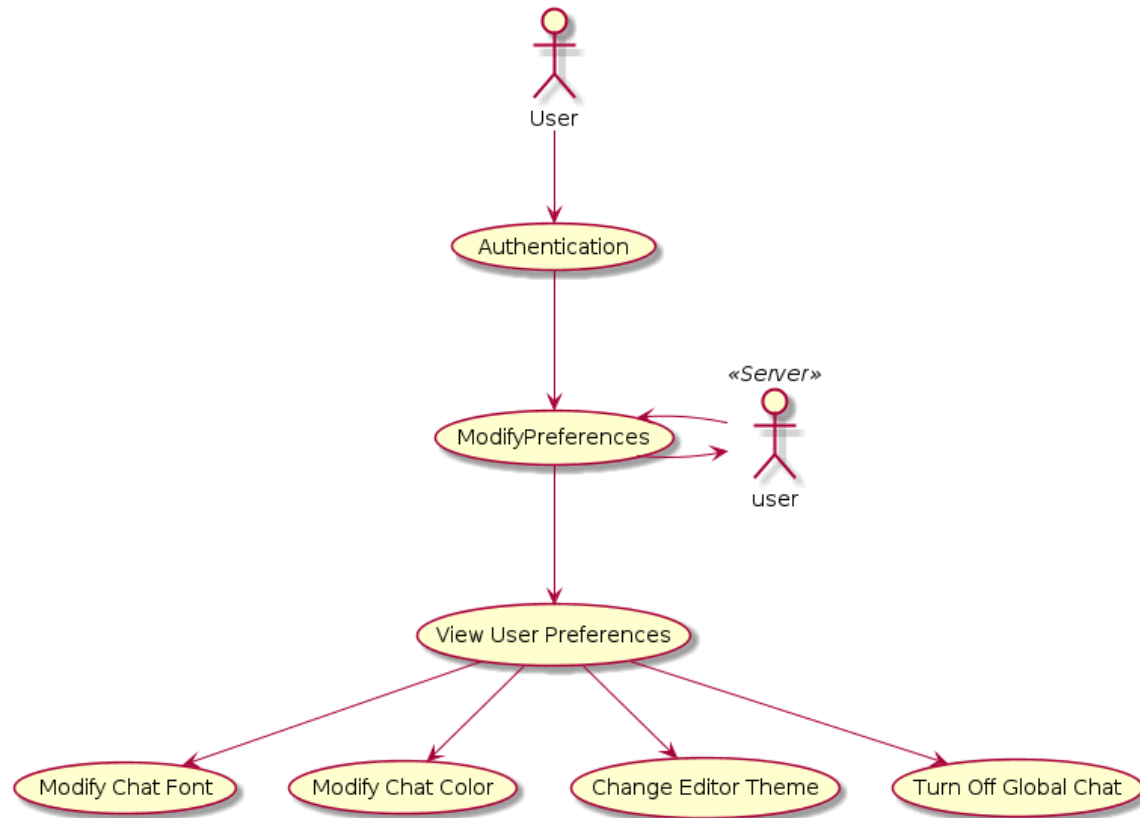 User
Authentication
«Server»
ModifyPreferences
user
View User Preferences
Modify Chat Font
Modify Chat Color
Change Editor Theme
Turn Off Global Chat